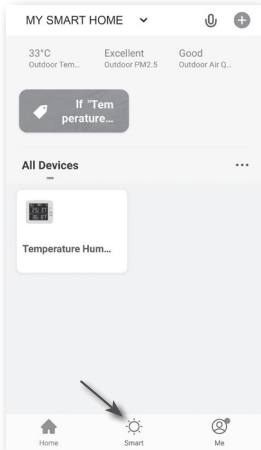 MY SMART HOME
33°C Excellent Good
Outdoor Tem... Outdoor PM2.5 Outdoor Air Q...
If "Tem
perature...
All Devices
Temperature Hum...
Home Smart Me